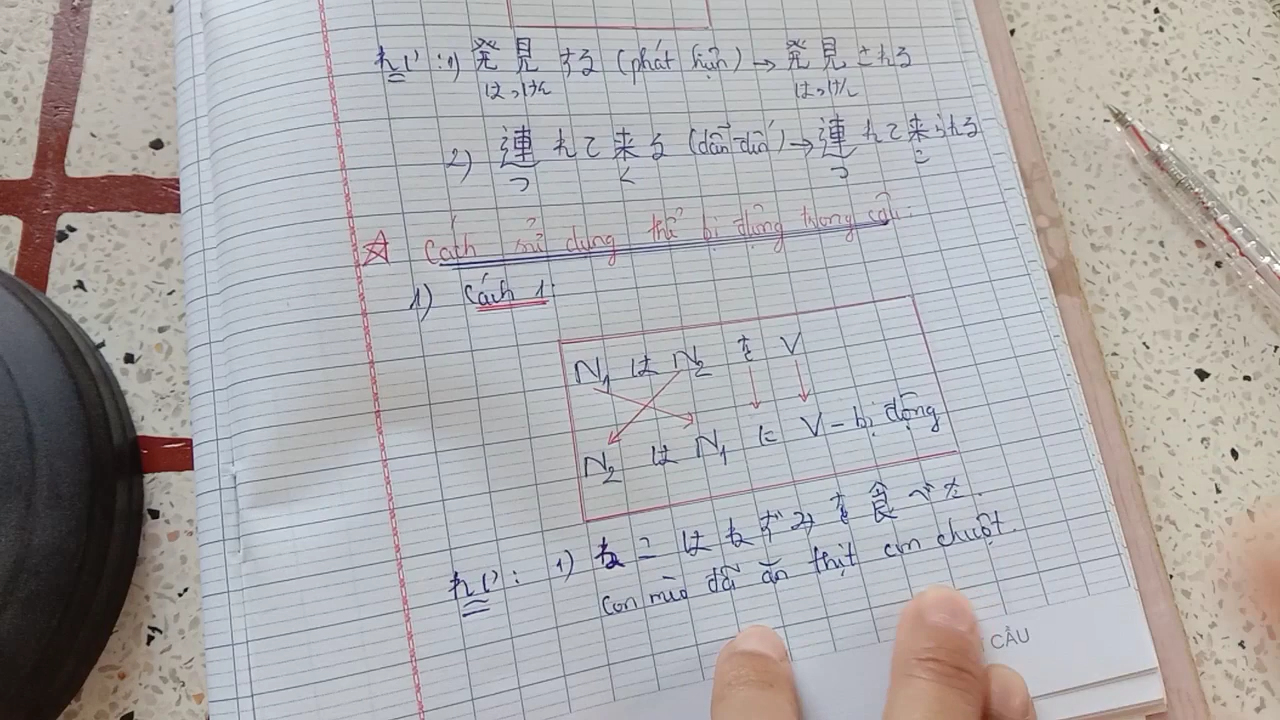 れい: 1) 発見する (phát hiện) → 発見される
はっけん はっけん
2) 連れて来る (dẫn đến) → 連れて来られる
つ く つ こ
☆ Cách sử dụng thể bị động trong câu:
1) Cách 1:
N1 は N2 を V
N2 は N1 に V - bị động
れい: 1) ねこ は ねずみ を 食べた.
Con mèo đã ăn thịt con chuột.
CẦU